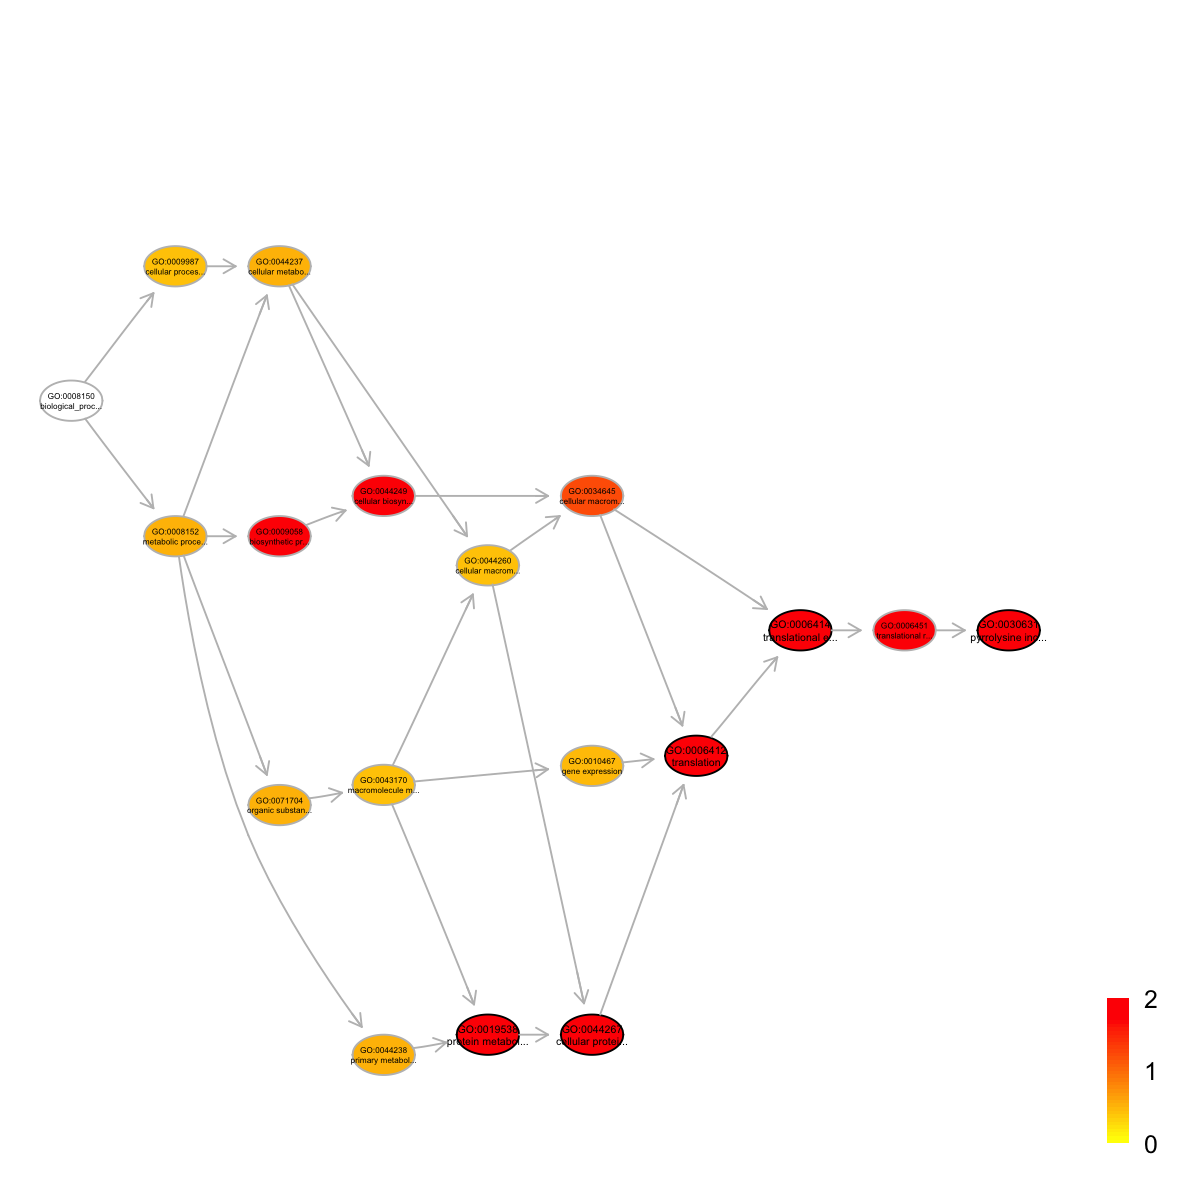 GO:0009987
cellular proces...
GO:0044237
cellular metabo...
GO:0008150
biological_proc...
GO:0044249
cellular biosyn...
GO:0034645
cellular macrom...
GO:0008152
metabolic proce...
GO:0009058
biosynthetic pr...
GO:0044260
cellular macrom...
GO:0006414
translational e...
GO:0006451
translational r...
GO:0030631
pyrrolysine inc...
GO:0006412
translation
GO:0010467
gene expression
GO:0043170
macromolecule m...
GO:0071704
organic substan...
GO:0019538
protein metabol...
GO:0044267
cellular protei...
GO:0044238
primary metabol...
2
1
0